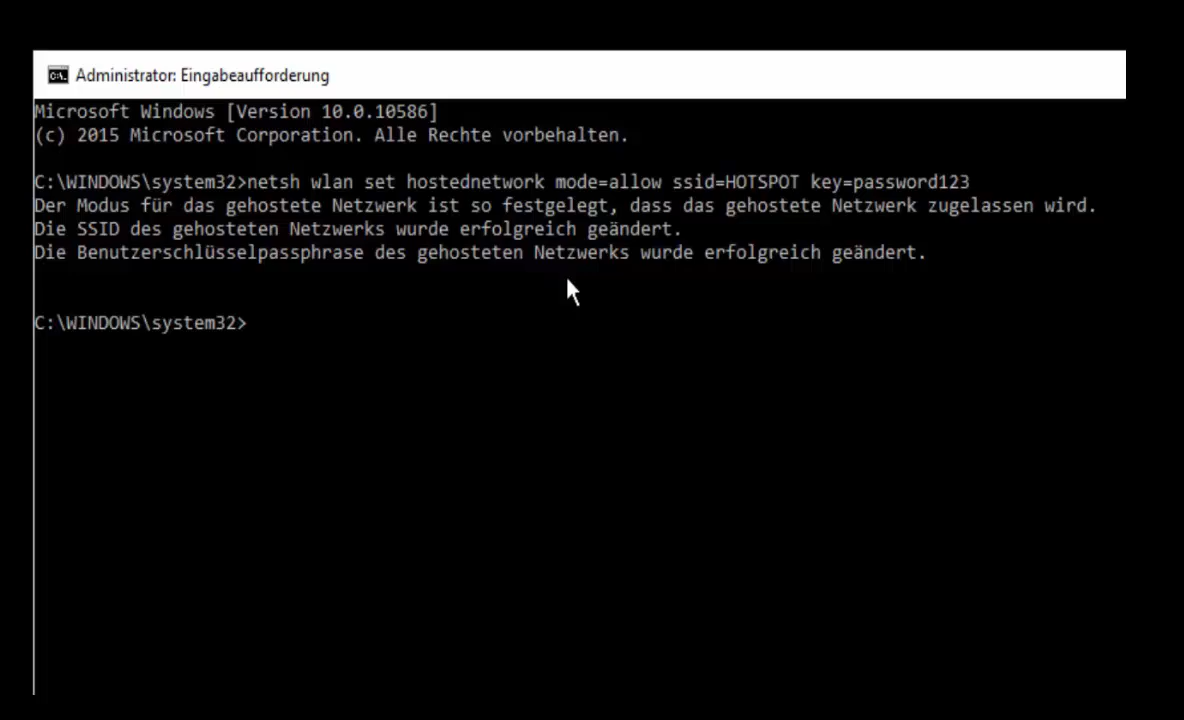 Administrator: Eingabeaufforderung
Microsoft Windows [Version 10.0.10586]
(c) 2015 Microsoft Corporation. Alle Rechte vorbehalten.
C:\WINDOWS\system32>netsh wlan set hostednetwork mode=allow ssid=HOTSPOT key=password123
Der Modus für das gehostete Netzwerk ist so festgelegt, dass das gehostete Netzwerk zugelassen wird.
Die SSID des gehosteten Netzwerks wurde erfolgreich geändert.
Die Benutzerschlüsselpassphrase des gehosteten Netzwerks wurde erfolgreich geändert.
C:\WINDOWS\system32>